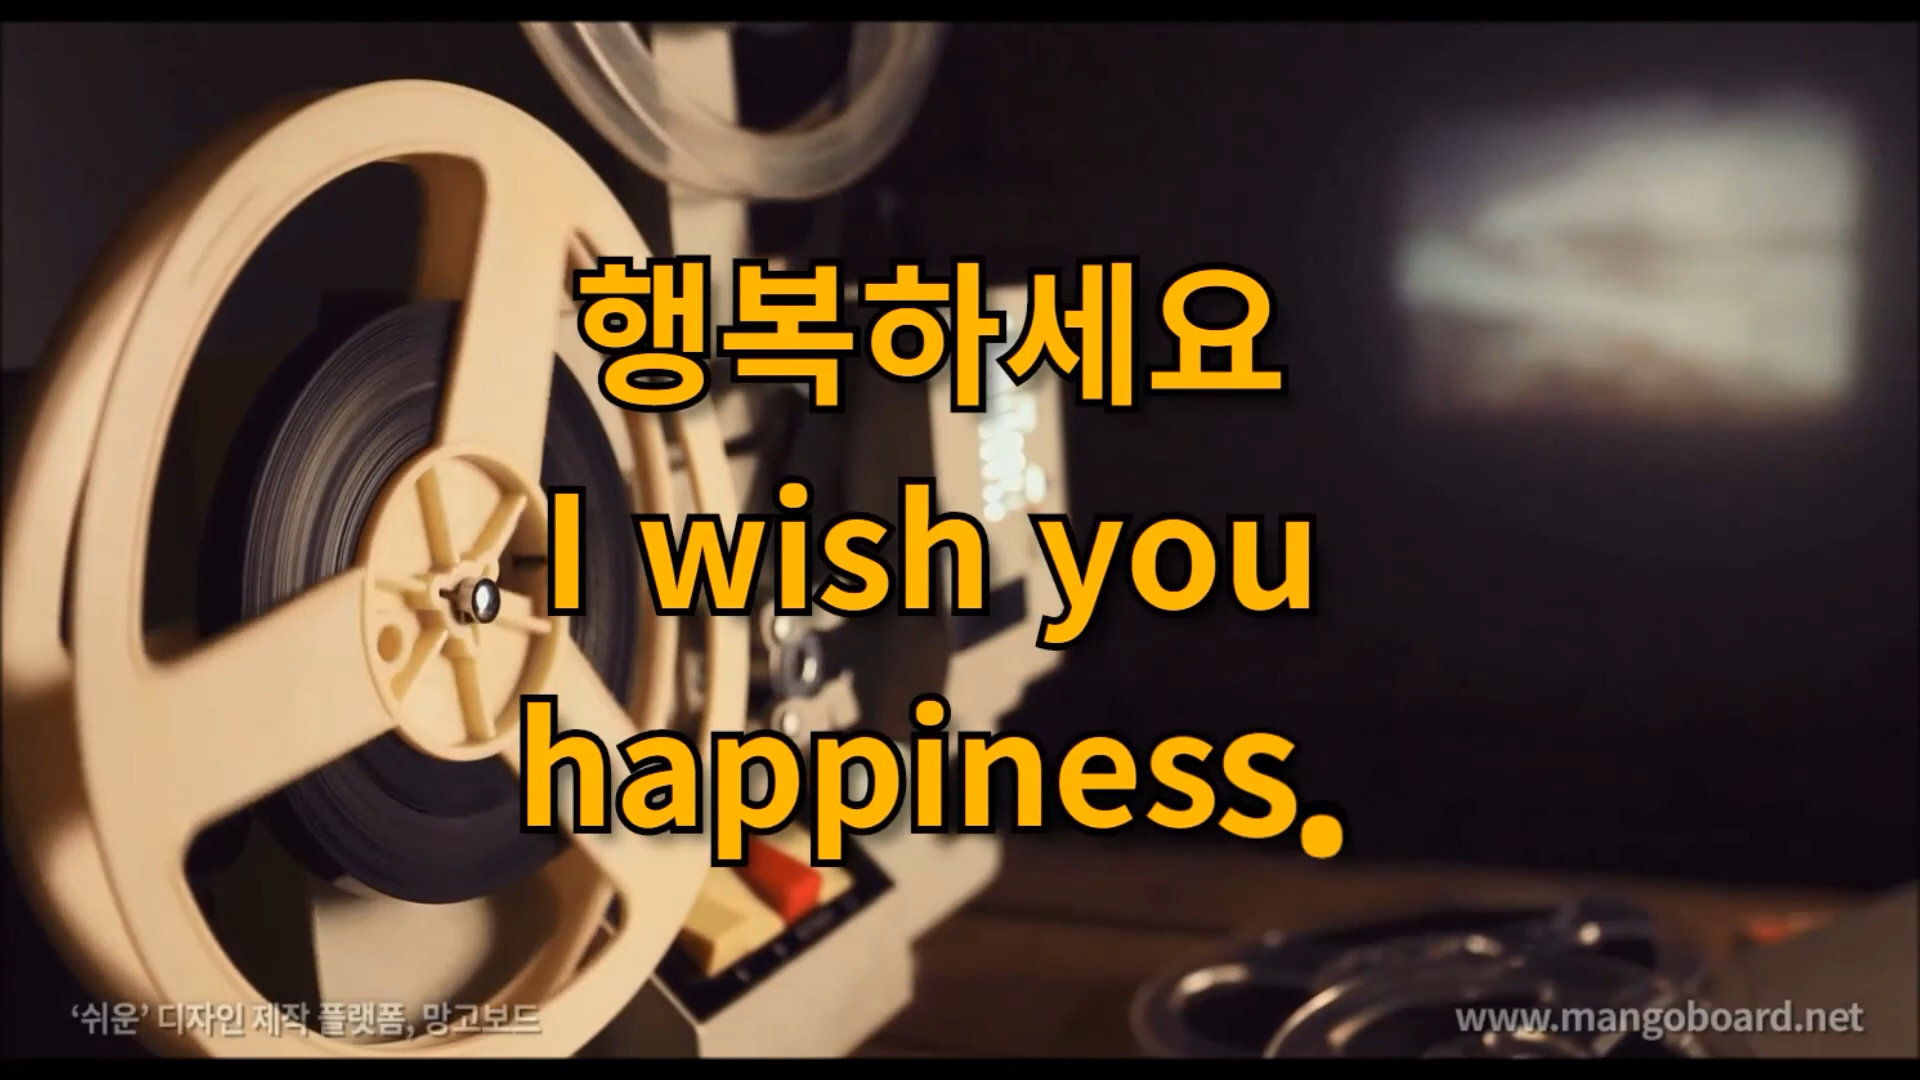 행복하세요
I wish you
happiness.
‘쉬운’ 디자인 제작 플랫폼, 망고보드
www.mangoboard.net